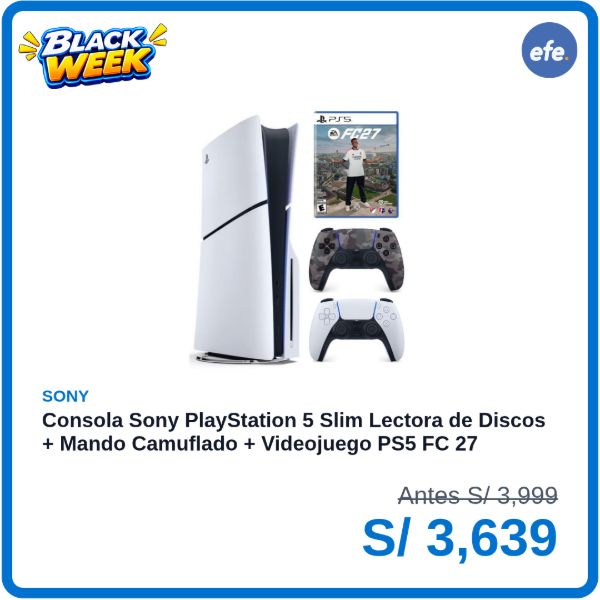 BLACK
WEEK
efe.
PS5
EA FC27
SONY
Consola Sony PlayStation 5 Slim Lectora de Discos
+ Mando Camuflado + Videojuego PS5 FC 27
Antes S/ 3,999
S/ 3,639